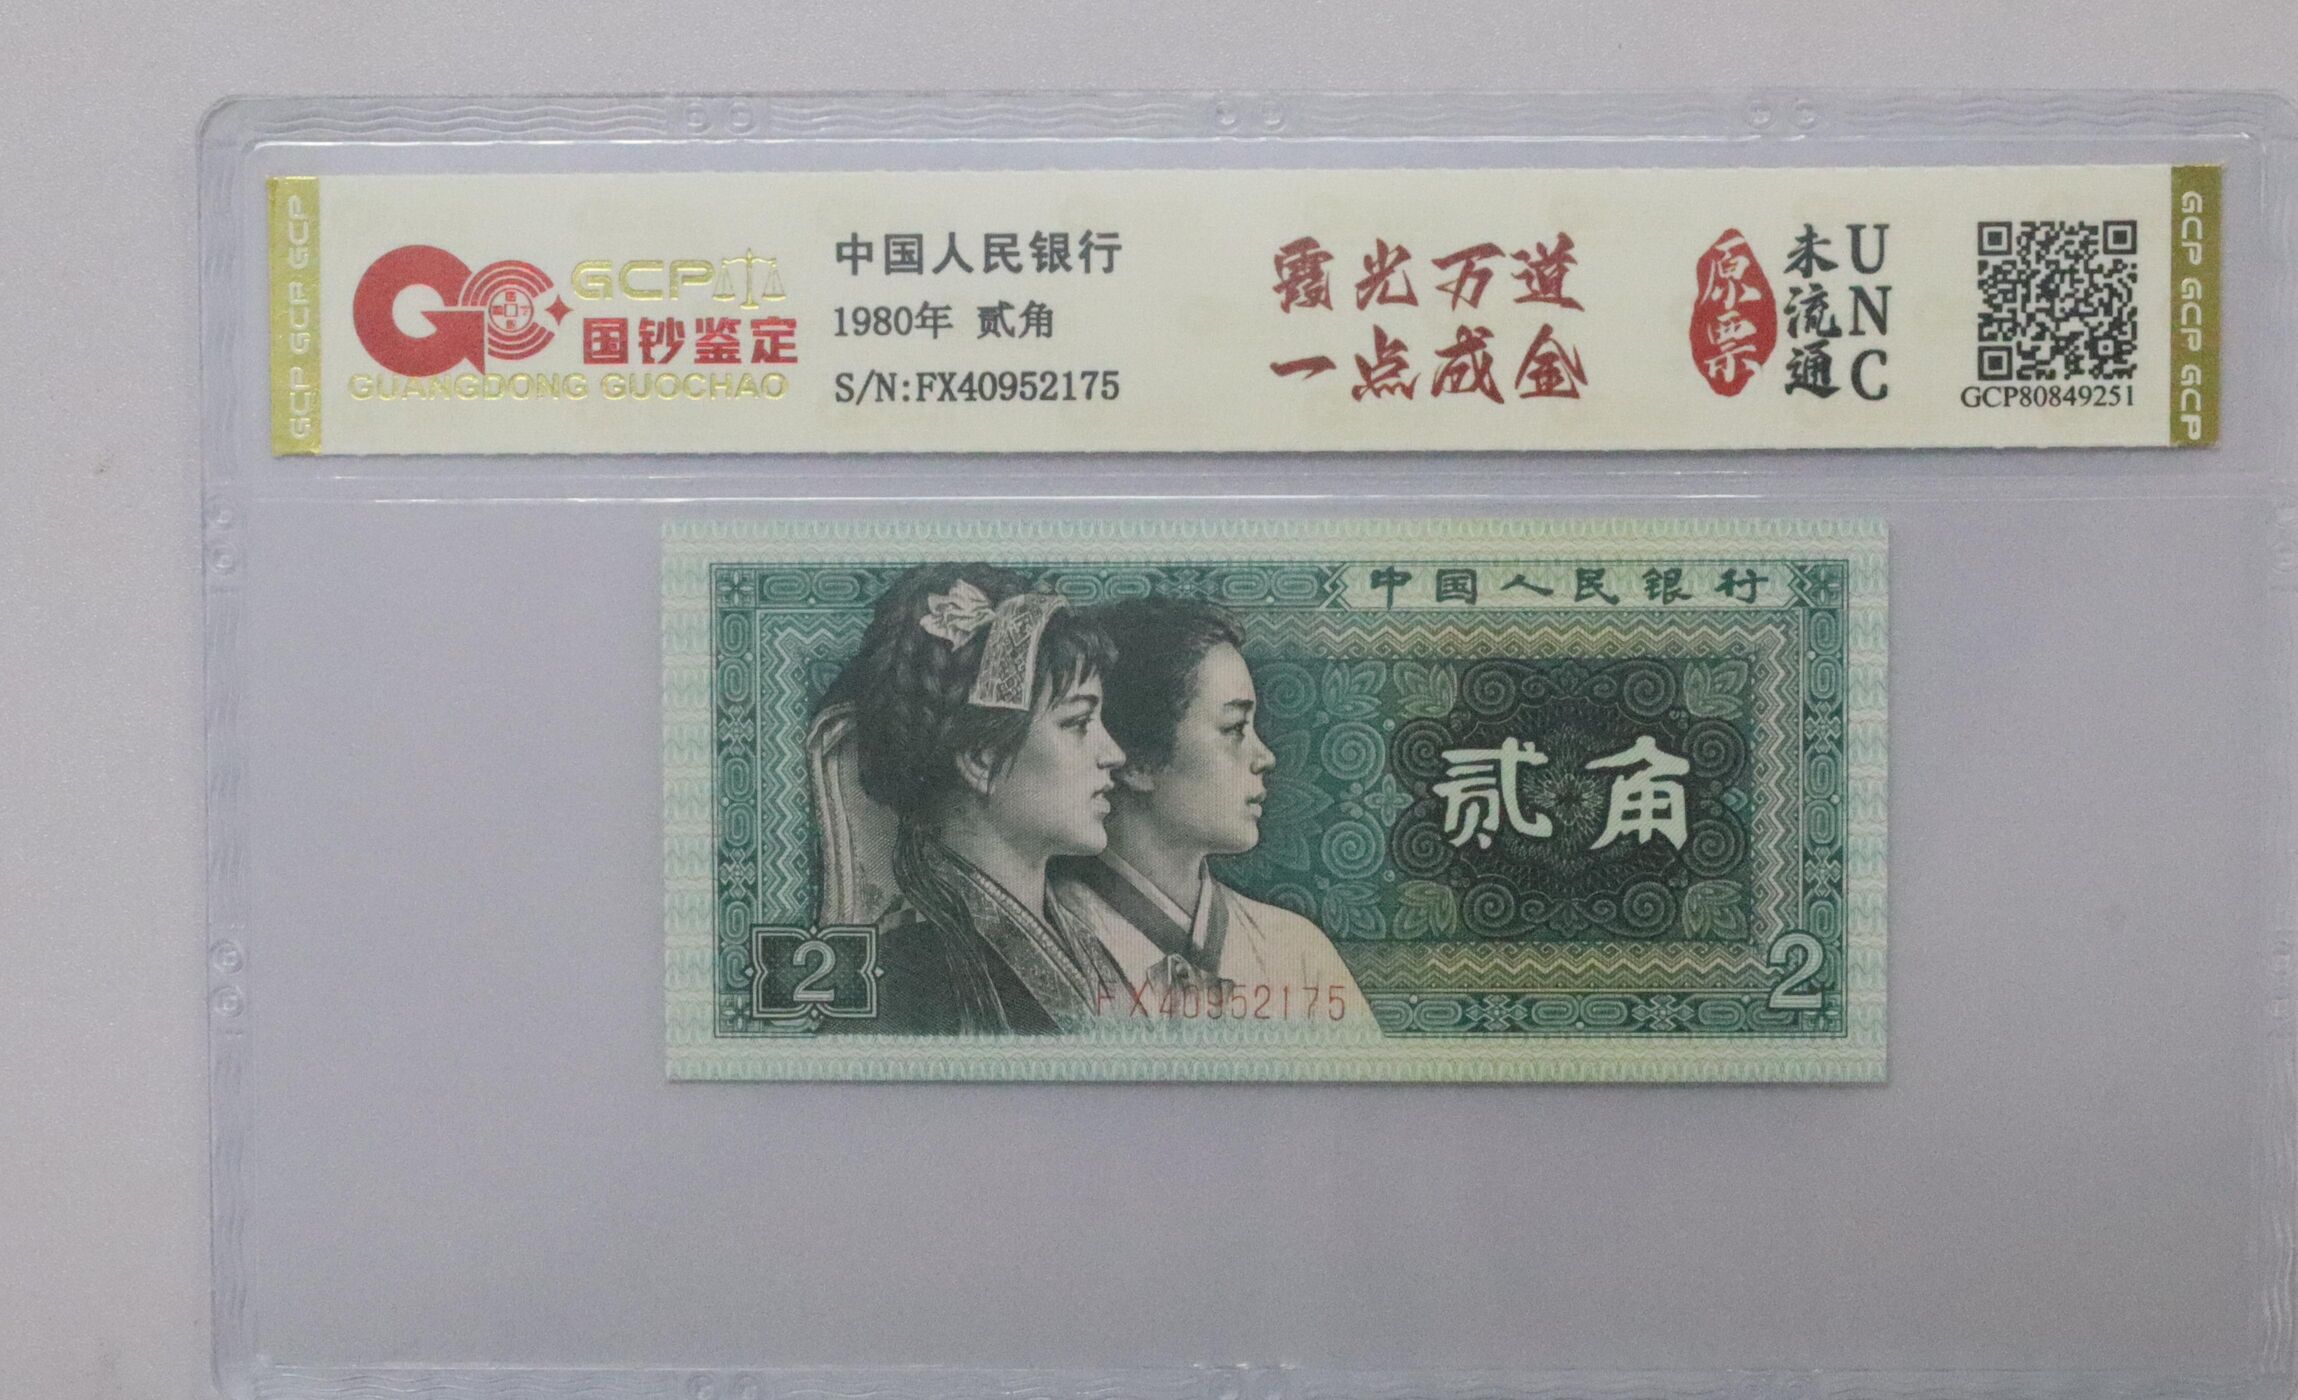 GCP GCP GCP
GCP
国钞鉴定
GUANGDONG GUOCHAO
中国人民银行
1980年 贰角
S/N:FX40952175
霞光万道
一点成金
原票
未流通
UNC
GCP80849251
GCP GCP GCP
中国人民银行
贰角
2
FX40952175
2